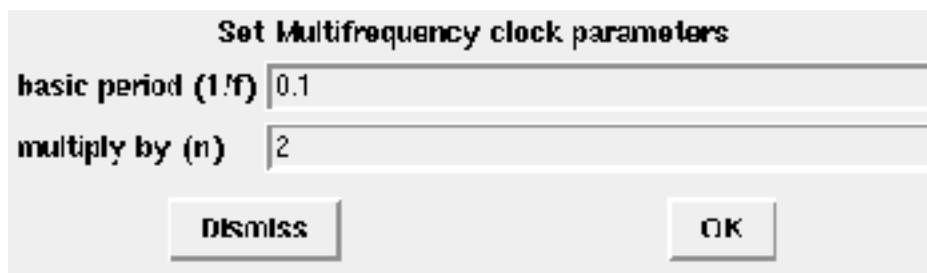 Set Multifrequency clock parameters
basic period (1/f) 0.1
multiply by (n) 2
Dismiss OK